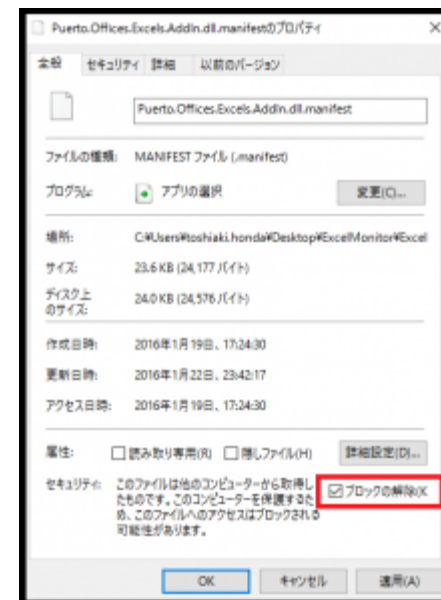 Puerto.Offices.Excels.AddIn.dll.manifestのプロパティ
全般 セキュリティ 詳細 以前のバージョン
Puerto.Offices.Excels.AddIn.dll.manifest
ファイルの種類: MANIFEST ファイル (.manifest)
プログラム: アプリの選択 変更(C)...
場所: C:¥Users¥toshiaki.honda¥Desktop¥ExcelMonitor¥Excel
サイズ: 23.6 KB (24,177 バイト)
ディスク上
のサイズ: 24.0 KB (24,576 バイト)
作成日時: 2016年1月19日、17:24:30
更新日時: 2016年1月22日、23:42:17
アクセス日時: 2016年1月19日、17:24:30
属性: 読み取り専用(R) 隠しファイル(H) 詳細設定(D)...
セキュリティ: このファイルは他のコンピューターから取得し
たものです。このコンピューターを保護するた
め、このファイルへのアクセスはブロックされる
可能性があります。
ブロックの解除(K
OK キャンセル 適用(A)